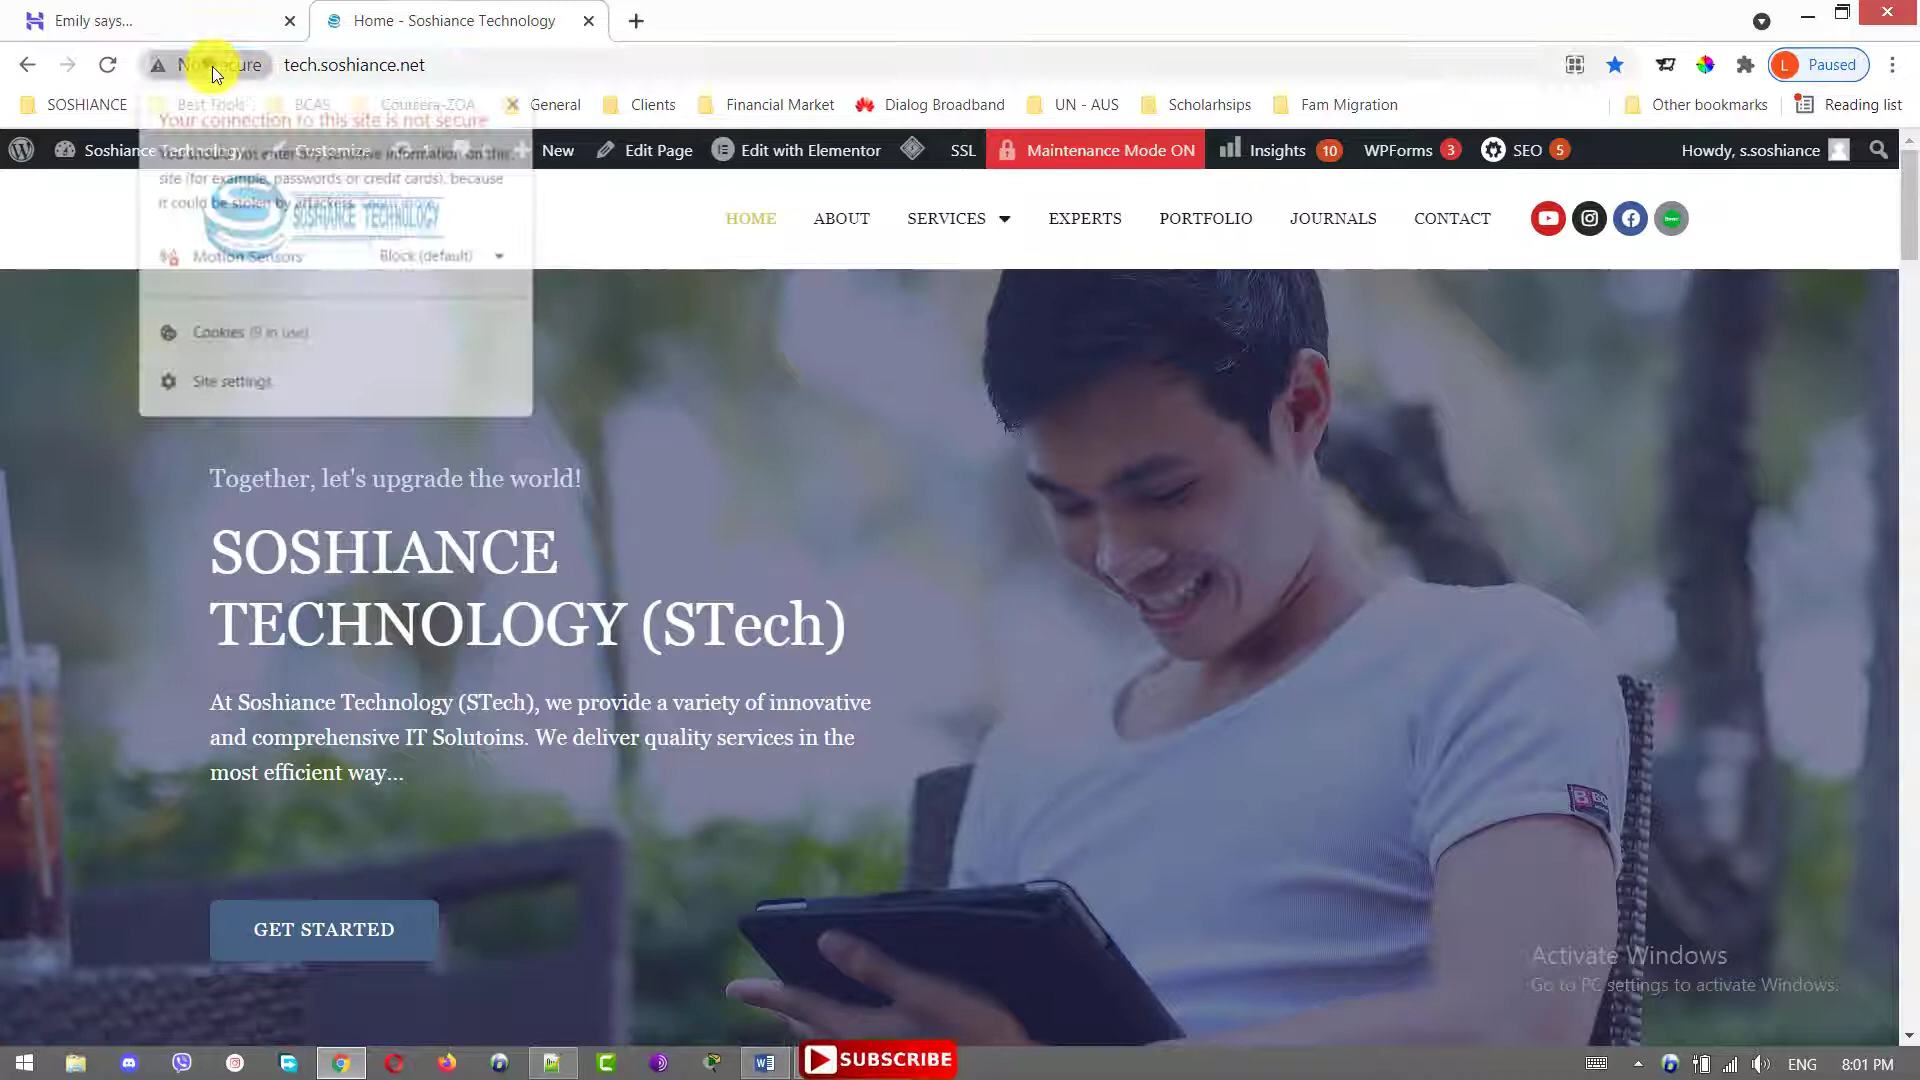 Emily says...
Home - Soshiance Technology
Not secure
tech.soshiance.net
L Paused
SOSHIANCE
Best Tools
BCAS
Coursera-ZOA
General
Clients
Financial Market
Dialog Broadband
UN - AUS
Scholarhsips
Fam Migration
Other bookmarks
Reading list
Your connection to this site is not secure
You should not enter any sensitive information on this
site (for example, passwords or credit cards), because
it could be stolen by attackers. Learn more
Motion Sensors
Block (default)
Cookies (9 in use)
Site settings
Soshiance Technology
Customize
1
New
Edit Page
Edit with Elementor
SSL
Maintenance Mode ON
Insights 10
WPForms 3
SEO 5
Howdy, s.soshiance
SOSHIANCE TECHNOLOGY
HOME
ABOUT
SERVICES
EXPERTS
PORTFOLIO
JOURNALS
CONTACT
Together, let's upgrade the world!
SOSHIANCE
TECHNOLOGY (STech)
At Soshiance Technology (STech), we provide a variety of innovative
and comprehensive IT Solutoins. We deliver quality services in the
most efficient way...
GET STARTED
Activate Windows
Go to PC settings to activate Windows.
SUBSCRIBE
ENG
8:01 PM